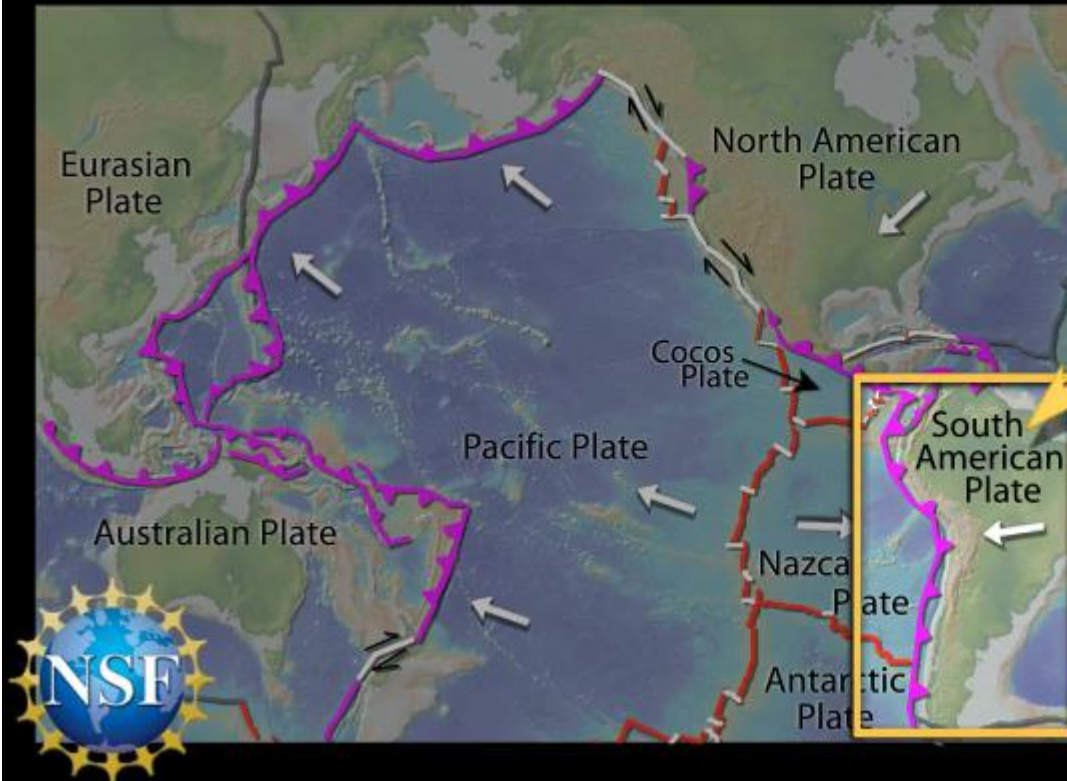 Eurasian
Plate
North American
Plate
Cocos
Plate
South
American
Plate
Pacific Plate
Australian Plate
Nazca
Plate
Antarctic
Plate
NSF